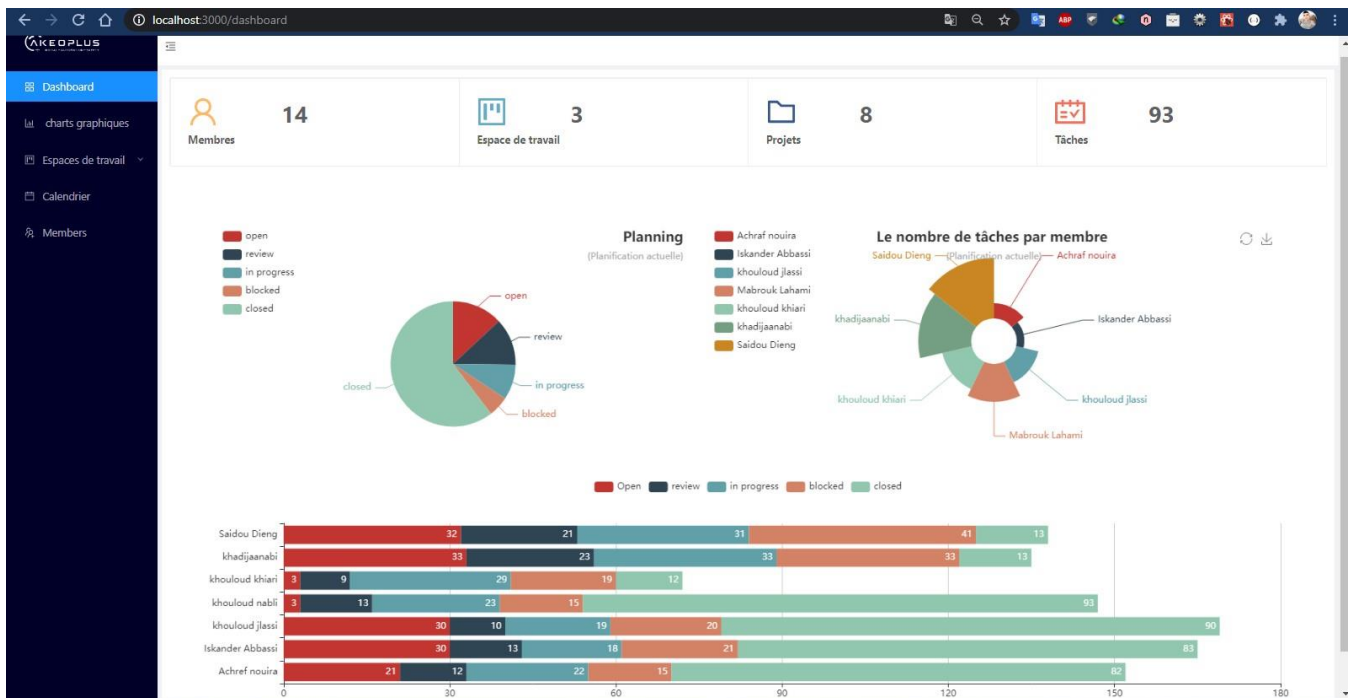 localhost:3000/dashboard
AKEOPLUS
Dashboard
charts graphiques
Espaces de travail
Calendrier
Members
14
Membres
3
Espace de travail
8
Projets
93
Tâches
open
review
in progress
blocked
closed
Planning
(Planification actuelle)
open
review
in progress
blocked
closed
Achraf nouira
Iskander Abbassi
khouloud jlassi
Mabrouk Lahami
khouloud khiari
khadijaanabi
Saidou Dieng
Le nombre de tâches par membre
(Planification actuelle)
Saidou Dieng
Achraf nouira
khadijaanabi
Iskander Abbassi
khouloud khiari
khouloud jlassi
Mabrouk Lahami
Open review in progress blocked closed
Saidou Dieng 32 21 31 41 13
khadijaanabi 33 23 33 33 13
khouloud khiari 3 9 29 19 12
khouloud nabli 3 13 23 15 93
khouloud jlassi 30 10 19 20 90
Iskander Abbassi 30 13 18 21 83
Achref nouira 21 12 22 15 82
0 30 60 90 120 150 180